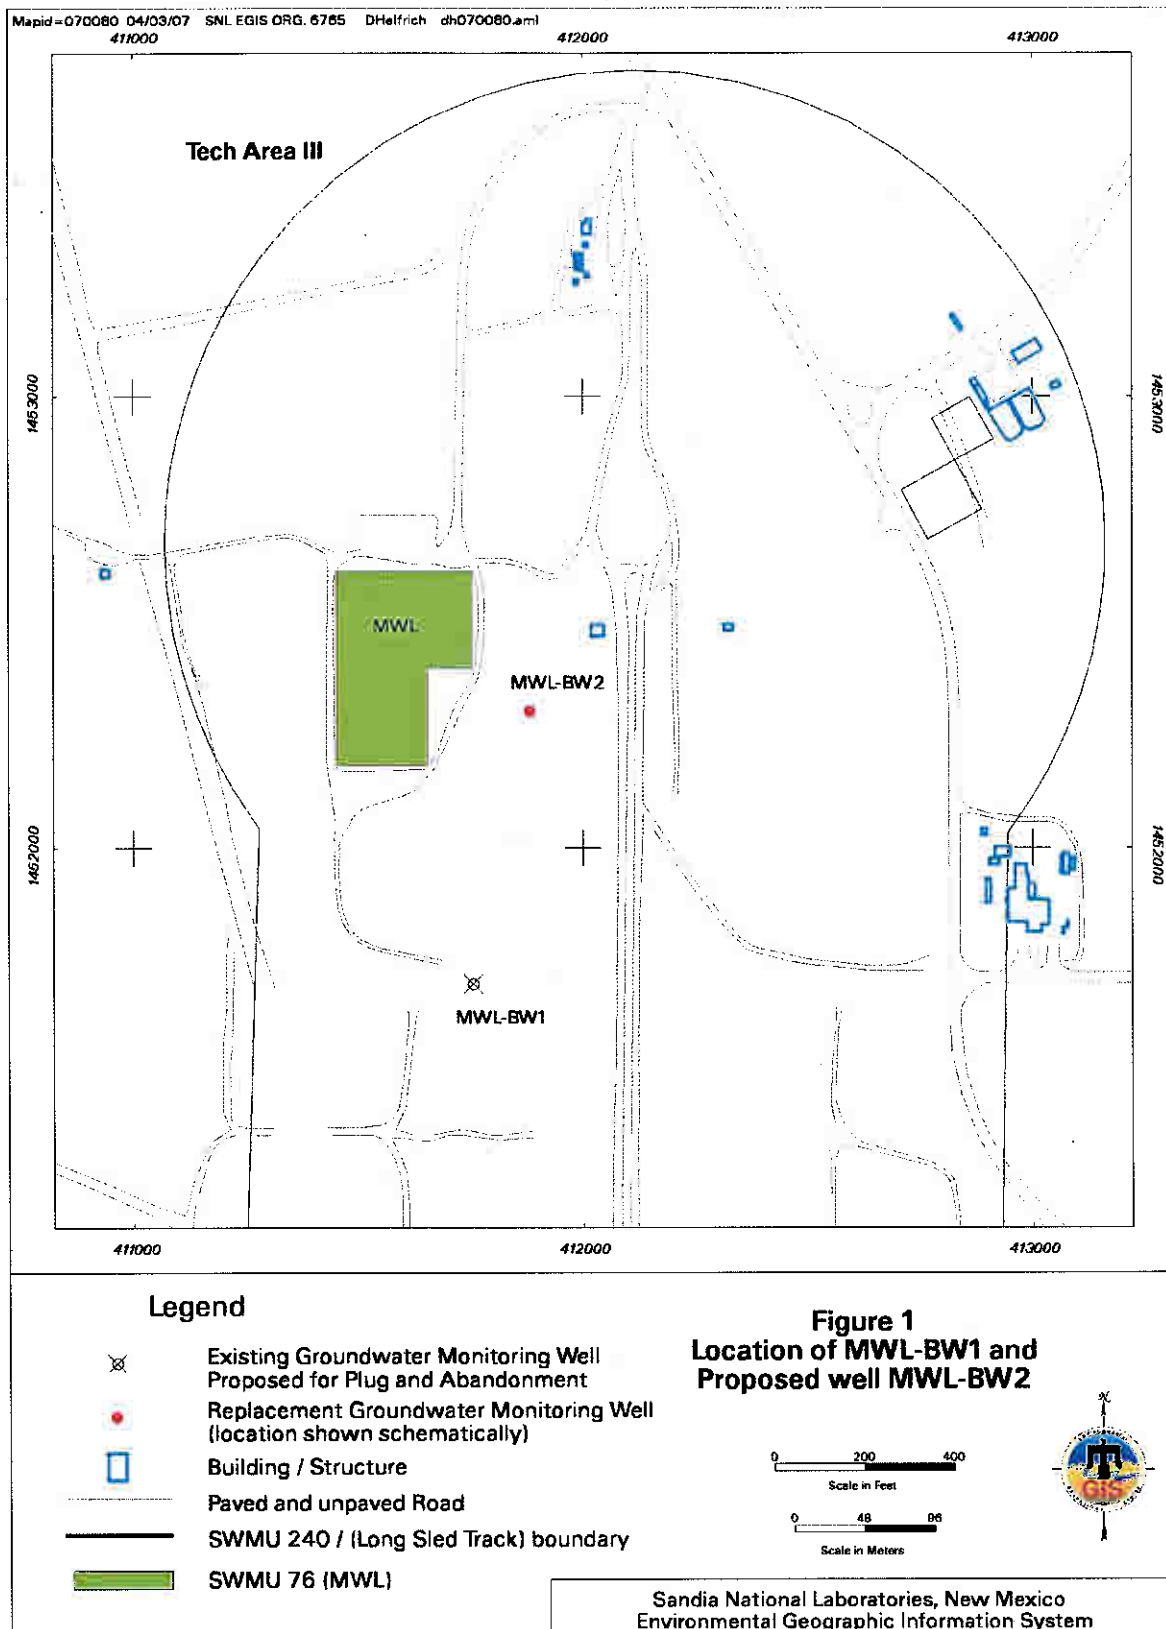 Mapid=070080 04/03/07 SNL EGIS ORG. 6765 DHelfrich dh070080.aml
411000 412000 413000
Tech Area III
1453000 1453000
MWL
MWL-BW2
1452000 1452000
MWL-BW1
411000 412000 413000
Legend
Existing Groundwater Monitoring Well
Proposed for Plug and Abandonment
Replacement Groundwater Monitoring Well
(location shown schematically)
Building / Structure
Paved and unpaved Road
SWMU 240 / (Long Sled Track) boundary
SWMU 76 (MWL)
Figure 1
Location of MWL-BW1 and
Proposed well MWL-BW2
0 200 400
Scale in Feet
0 48 96
Scale in Meters
N
GIS
Sandia National Laboratories, New Mexico
Environmental Geographic Information System